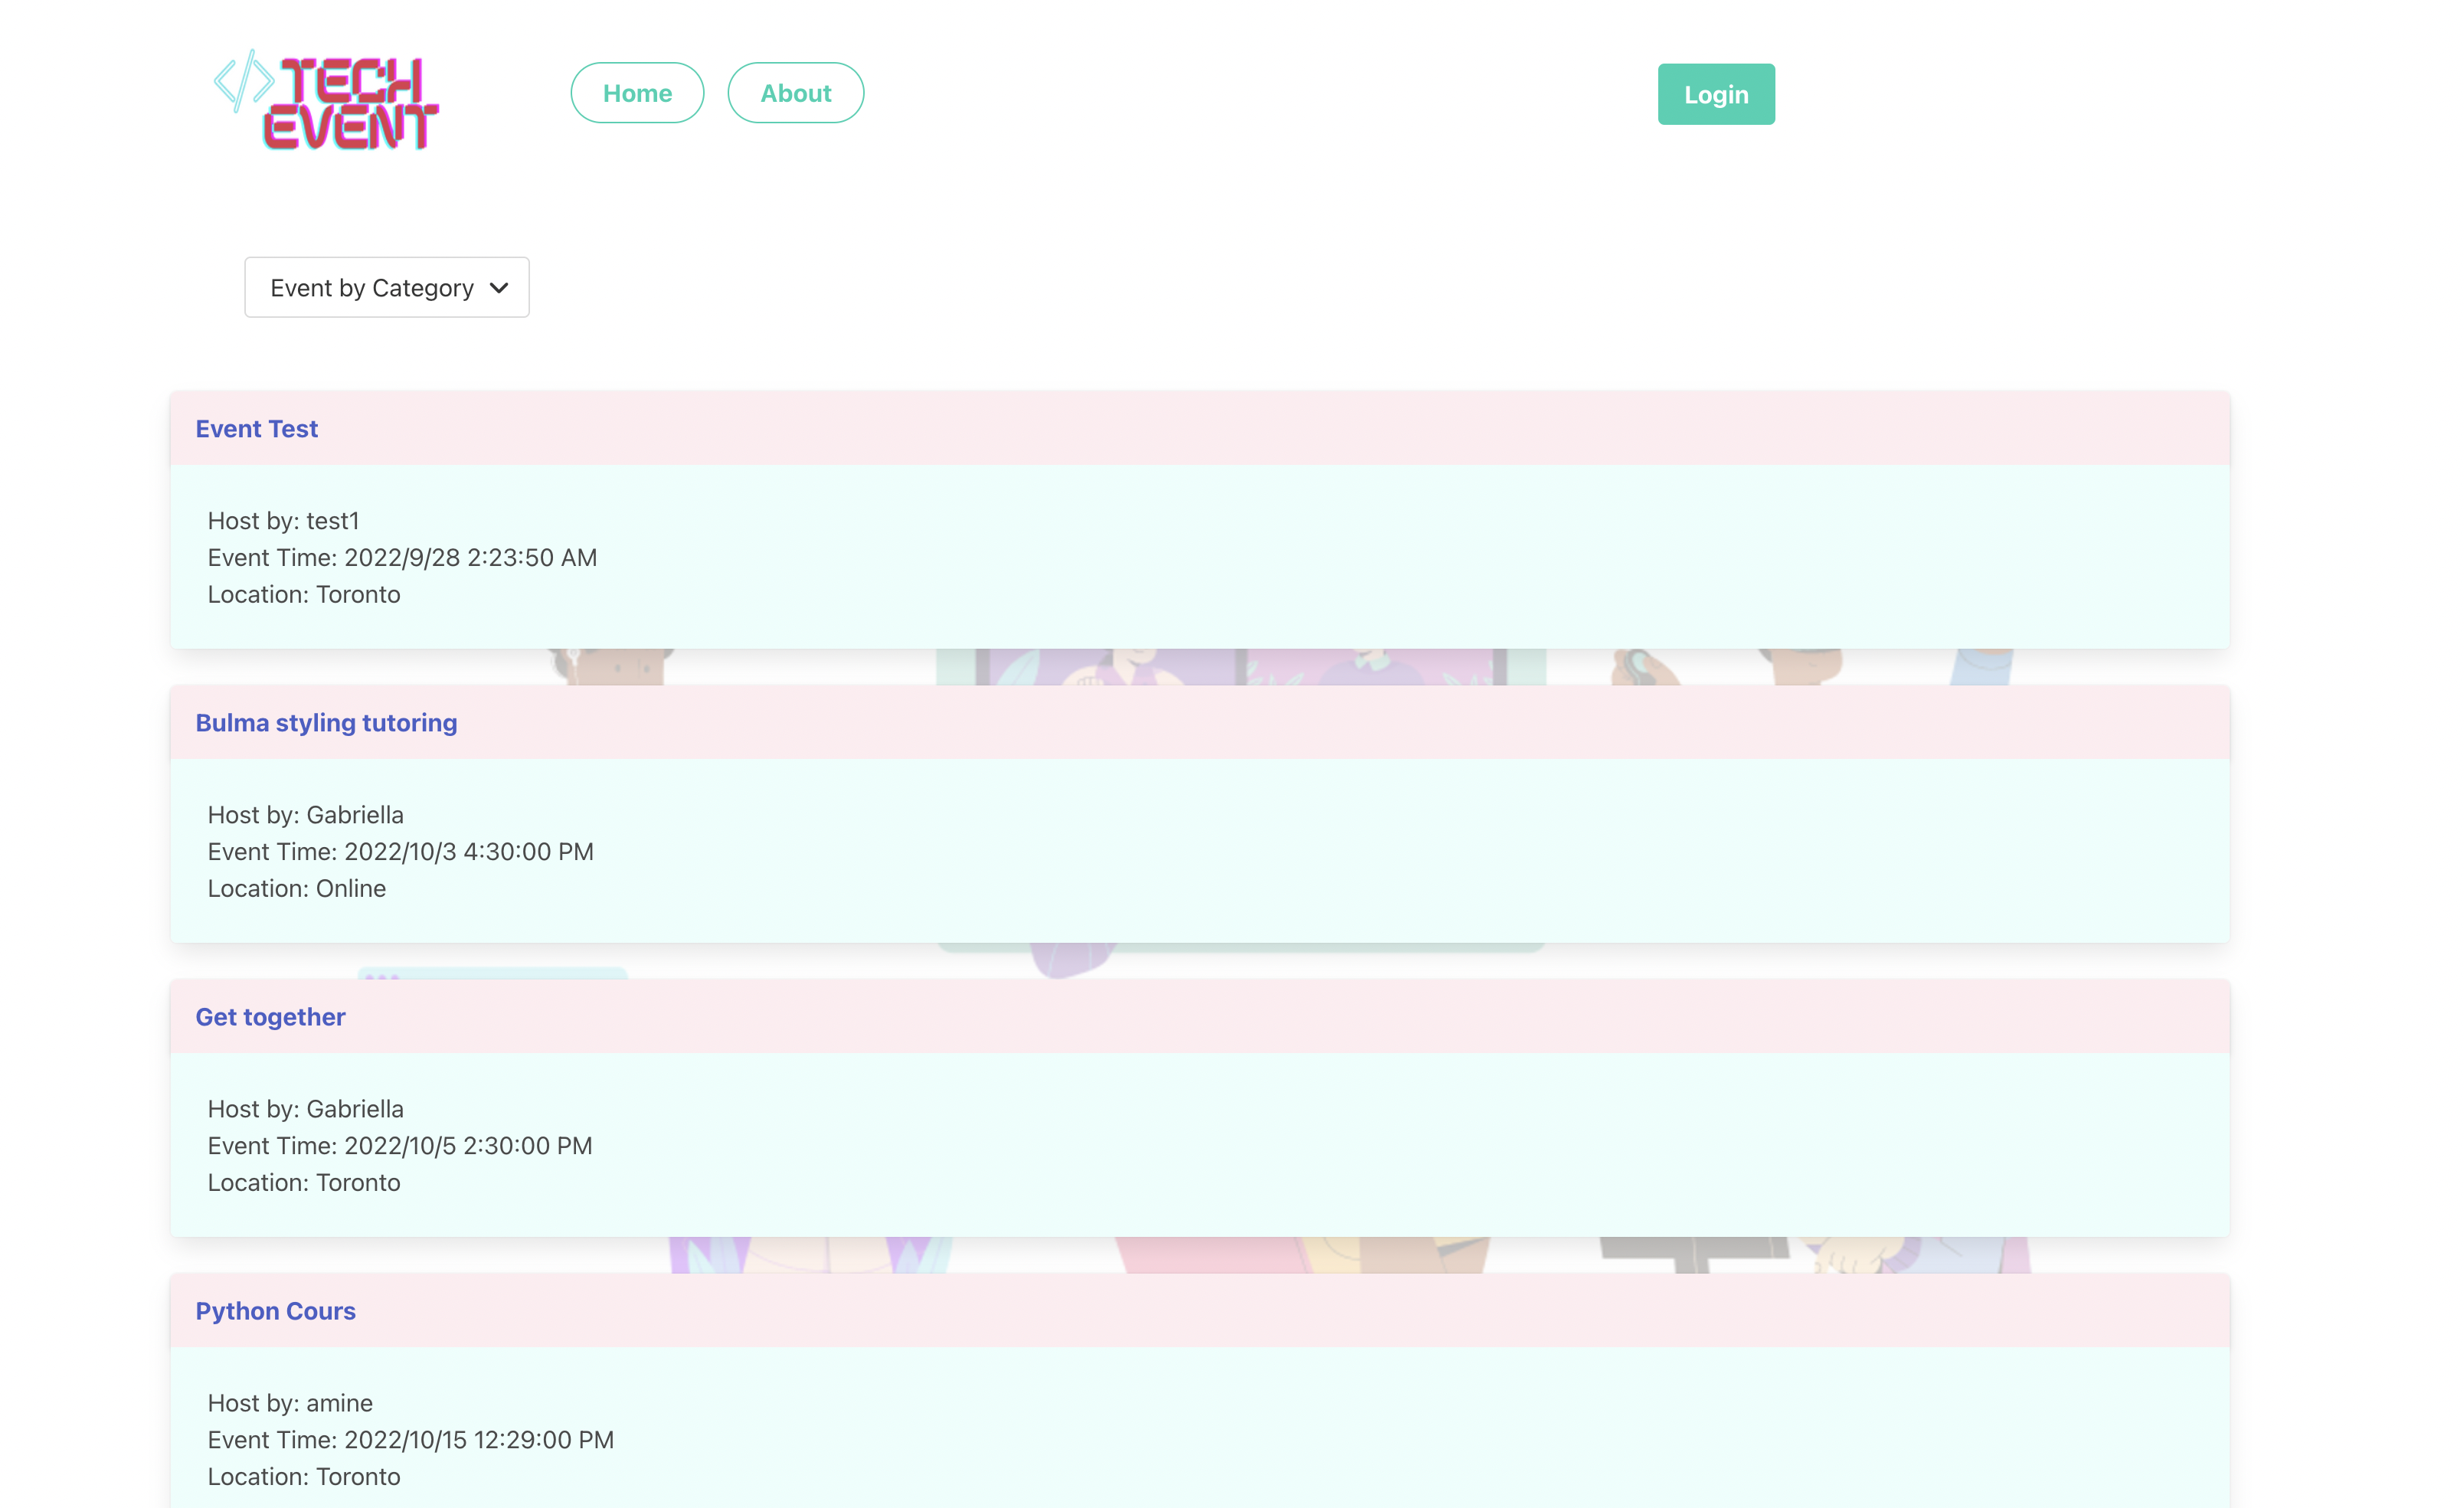 </> TECH
EVENT
Home
About
Login
Event by Category
Event Test
Host by: test1
Event Time: 2022/9/28 2:23:50 AM
Location: Toronto
Bulma styling tutoring
Host by: Gabriella
Event Time: 2022/10/3 4:30:00 PM
Location: Online
Get together
Host by: Gabriella
Event Time: 2022/10/5 2:30:00 PM
Location: Toronto
Python Cours
Host by: amine
Event Time: 2022/10/15 12:29:00 PM
Location: Toronto